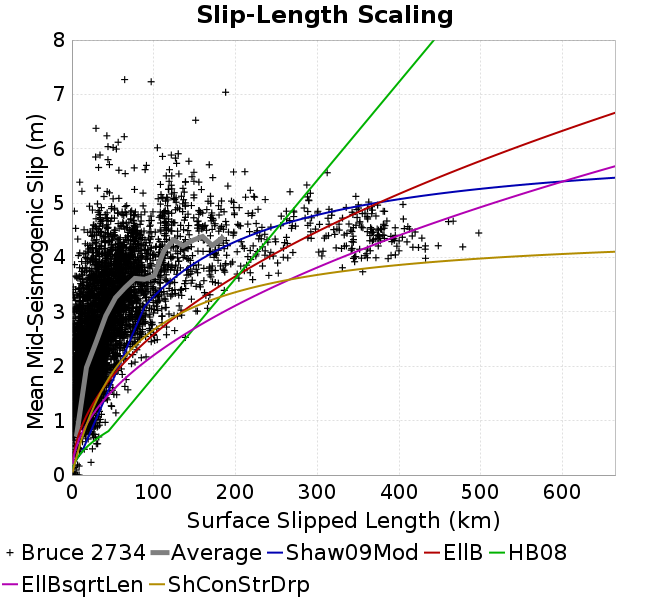 Slip-Length Scaling
Mean Mid-Seismogenic Slip (m)
8
7
6
5
4
3
2
1
0
0 100 200 300 400 500 600
Surface Slipped Length (km)
Bruce 2734 Average Shaw09Mod EllB HB08
EllBsqrtLen ShConStrDrp